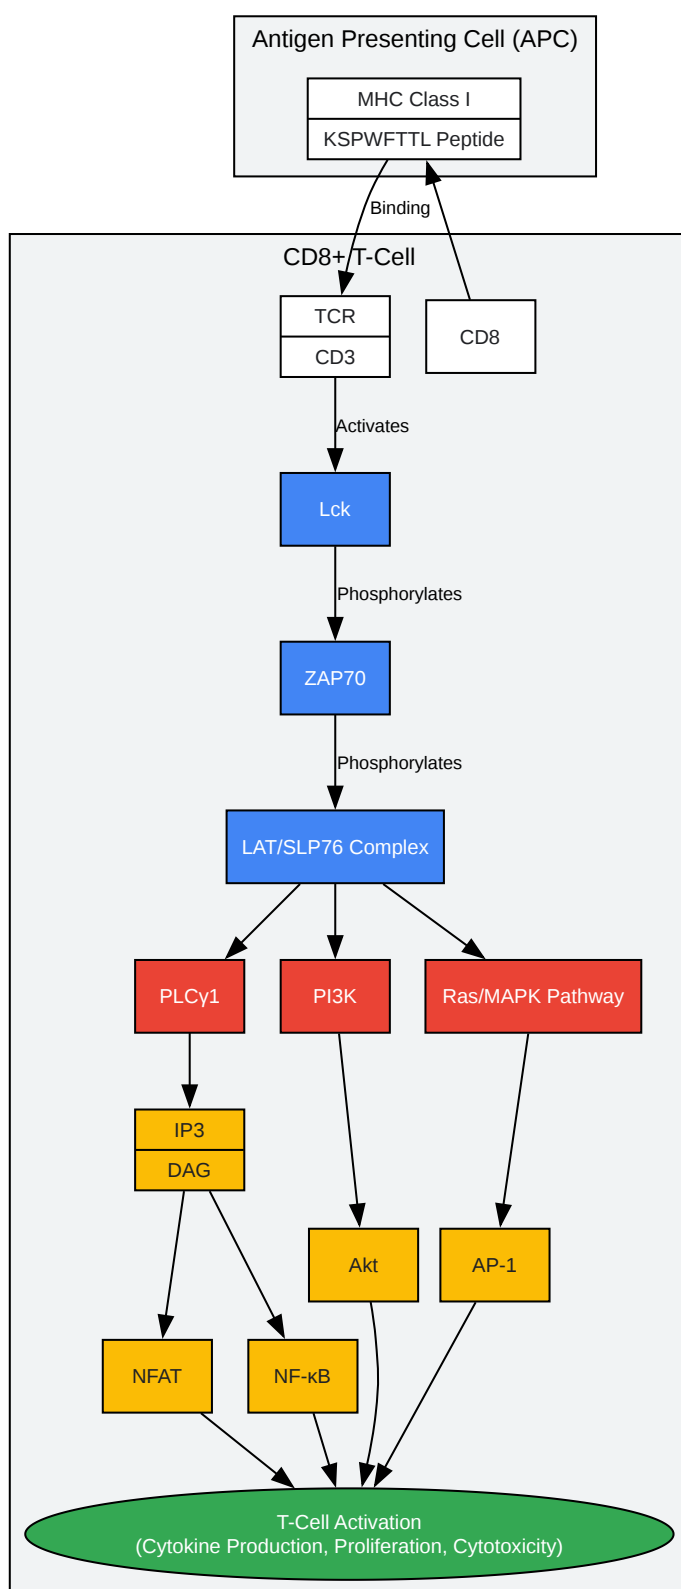 Antigen Presenting Cell (APC)
MHC Class I
KSPWFTTL Peptide
Binding
CD8+ T-Cell
TCR
CD3
CD8
Activates
Lck
Phosphorylates
ZAP70
Phosphorylates
LAT/SLP76 Complex
PLCγ1
PI3K
Ras/MAPK Pathway
IP3
DAG
Akt
AP-1
NFAT
NF-κB
T-Cell Activation
(Cytokine Production, Proliferation, Cytotoxicity)